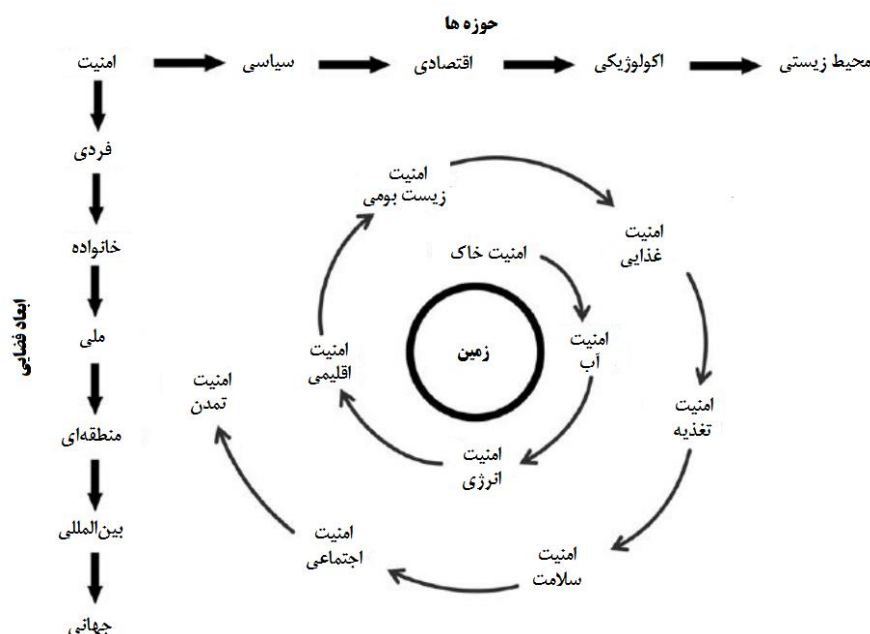 حوزه ها
امنیت
سیاسی
اقتصادی
اکولوژیکی
محیط زیستی
ابعاد فضایی
فردی
خانواده
ملی
منطقه‌ای
بین‌المللی
جهانی
زمین
امنیت خاک
امنیت
آب
امنیت
انرژی
امنیت
اقلیمی
امنیت
زیست بومی
امنیت
غذایی
امنیت
تغذیه
امنیت
سلامت
امنیت
اجتماعی
امنیت
تمدن